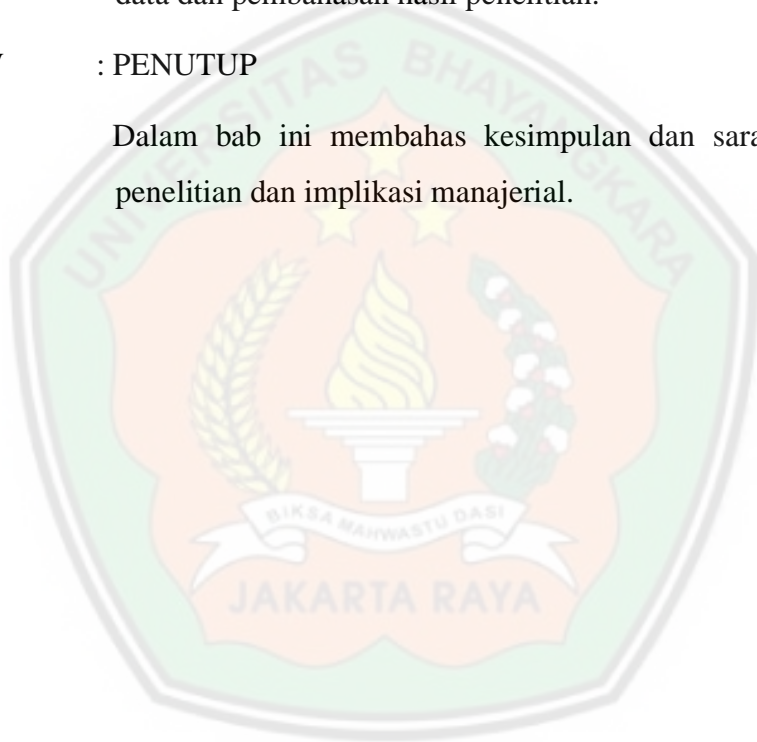 data dan pembahasan hasil penelitian.
: PENUTUP
Dalam bab ini membahas kesimpulan dan sara
penelitian dan implikasi manajerial.
UNIVERSITAS BHAYANGKARA
BIKSA MAHWASTU DASI
JAKARTA RAYA